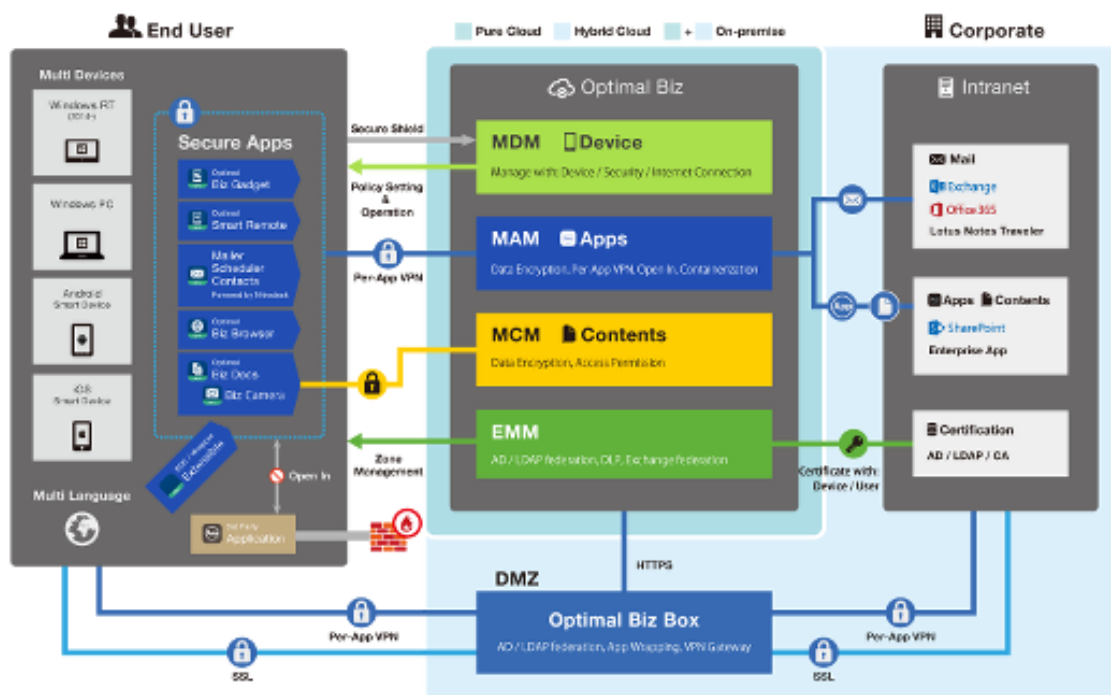 End User
Pure Cloud
Hybrid Cloud
+
On-premise
Corporate
Multi Devices
Windows RT
Windows PC
Android
Smart Device
iOS
Smart Device
Multi Language
Secure Apps
Optimal
Biz Gadget
Optimal
Smart Remote
Mailer
Scheduler
Contacts
Optimal
Biz Browser
Optimal
Biz Docs
Biz Camera
Extensible
Open In
3rd Party
Application
Secure Shield
Policy Setting
&
Operation
Per-App VPN
Zone
Management
Optimal Biz
MDM Device
Manage with: Device / Security / Internet Connection
MAM Apps
Data Encryption, Per-App VPN, Open In, Containerization
MCM Contents
Data Encryption, Access Permission
EMM
AD / LDAP federation, DLP, Exchange federation
App
Certificate with:
Device / User
Intranet
Mail
Exchange
Office 365
Lotus Notes Traveler
Apps Contents
SharePoint
Enterprise App
Certification
AD / LDAP / CA
HTTPS
DMZ
Optimal Biz Box
AD / LDAP federation, App Wrapping, VPN Gateway
Per-App VPN
SSL
Per-App VPN
SSL